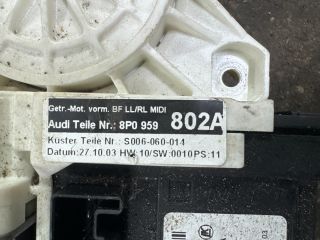 Getr.-Mot. vorm. BF LL/RL MIDI
Audi Teile Nr.: 8P0 959 802A
Küster Teile Nr.: S006-060-014
Datum:27.10.03 HW:10/SW:0010PS:11